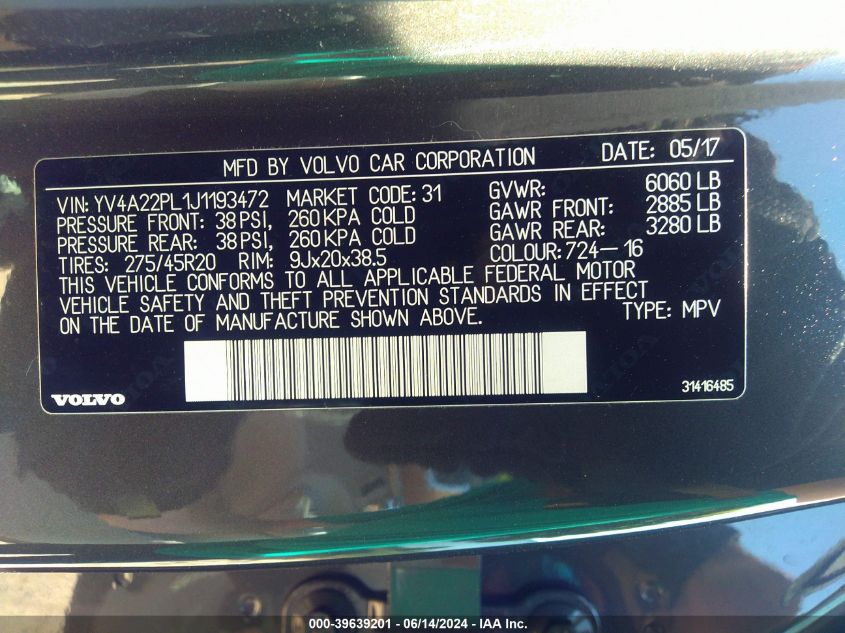 MFD BY VOLVO CAR CORPORATION DATE: 05/17
VIN: YV4A22PL1J1193472 MARKET CODE: 31 GVWR: 6060 LB
PRESSURE FRONT: 38 PSI, 260 KPA COLD GAWR FRONT: 2885 LB
PRESSURE REAR: 38 PSI, 260 KPA COLD GAWR REAR: 3280 LB
TIRES: 275/45R20 RIM: 9Jx20x38.5 COLOUR: 724-16
THIS VEHICLE CONFORMS TO ALL APPLICABLE FEDERAL MOTOR
VEHICLE SAFETY AND THEFT PREVENTION STANDARDS IN EFFECT
ON THE DATE OF MANUFACTURE SHOWN ABOVE. TYPE: MPV
VOLVO 31416485
000-39639201 - 06/14/2024 - IAA Inc.